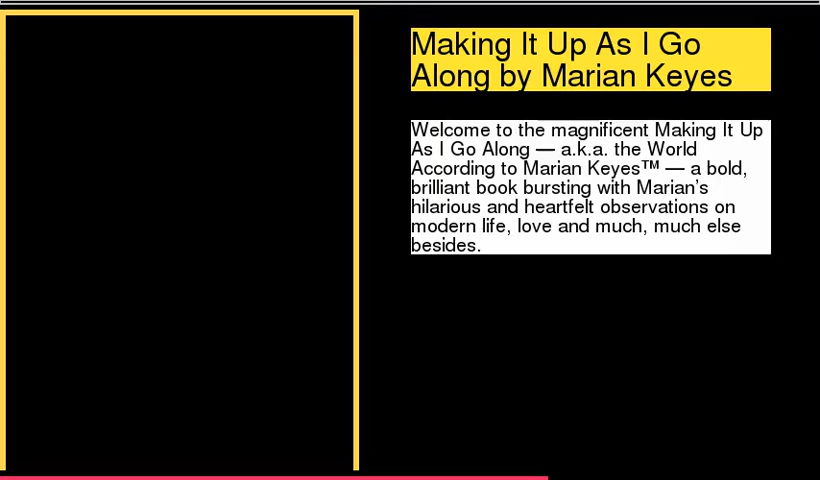 Making It Up As I Go
Along by Marian Keyes
Welcome to the magnificent Making It Up
As I Go Along — a.k.a. the World
According to Marian Keyes™ — a bold,
brilliant book bursting with Marian’s
hilarious and heartfelt observations on
modern life, love and much, much else
besides.